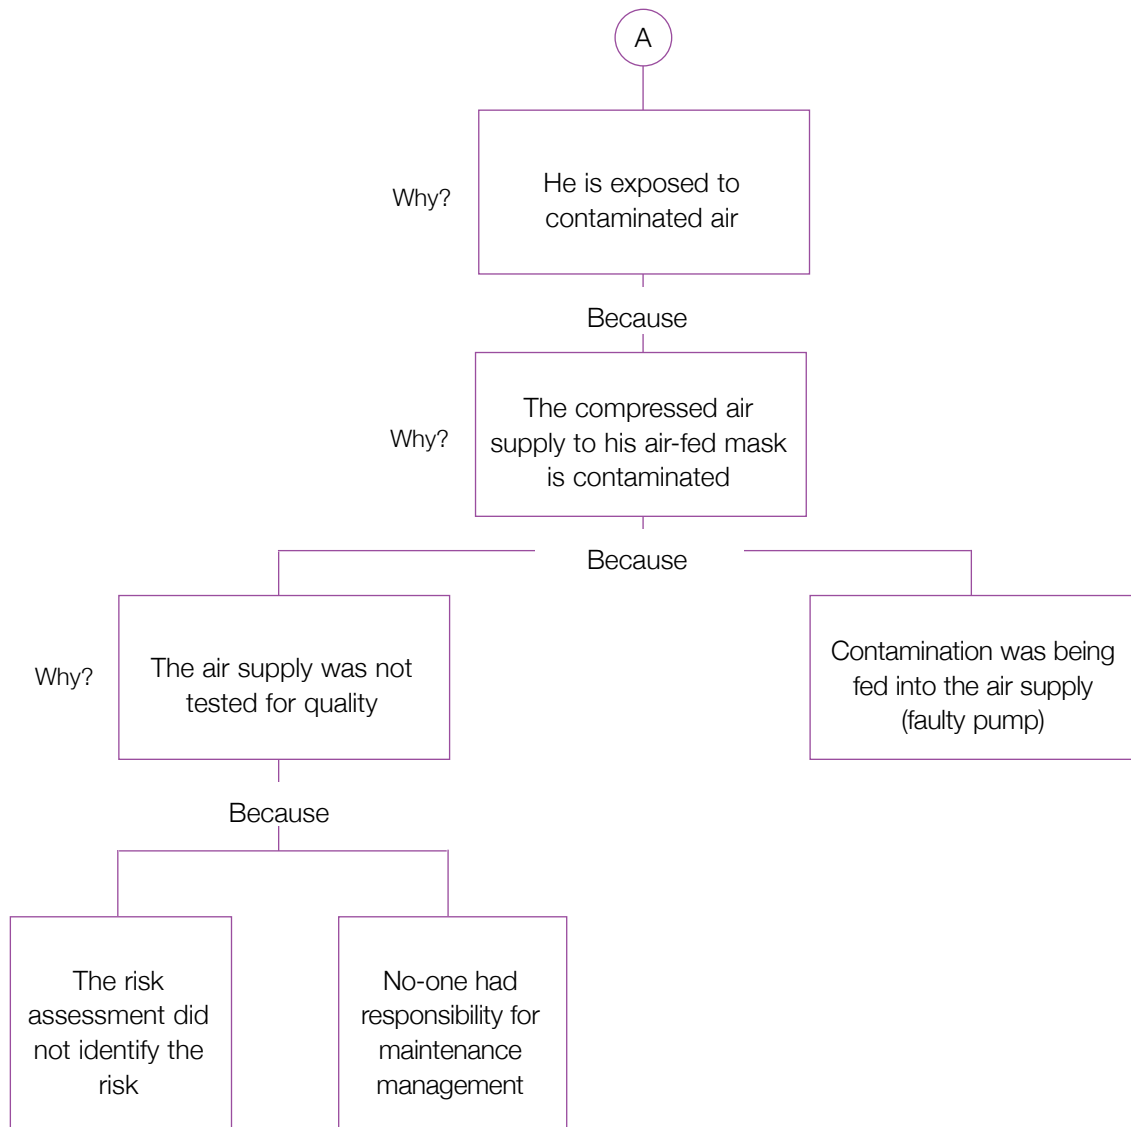 A
Why?
He is exposed to
contaminated air
Because
Why?
The compressed air
supply to his air-fed mask
is contaminated
Because
Why?
The air supply was not
tested for quality
Contamination was being
fed into the air supply
(faulty pump)
Because
The risk
assessment did
not identify the
risk
No-one had
responsibility for
maintenance
management